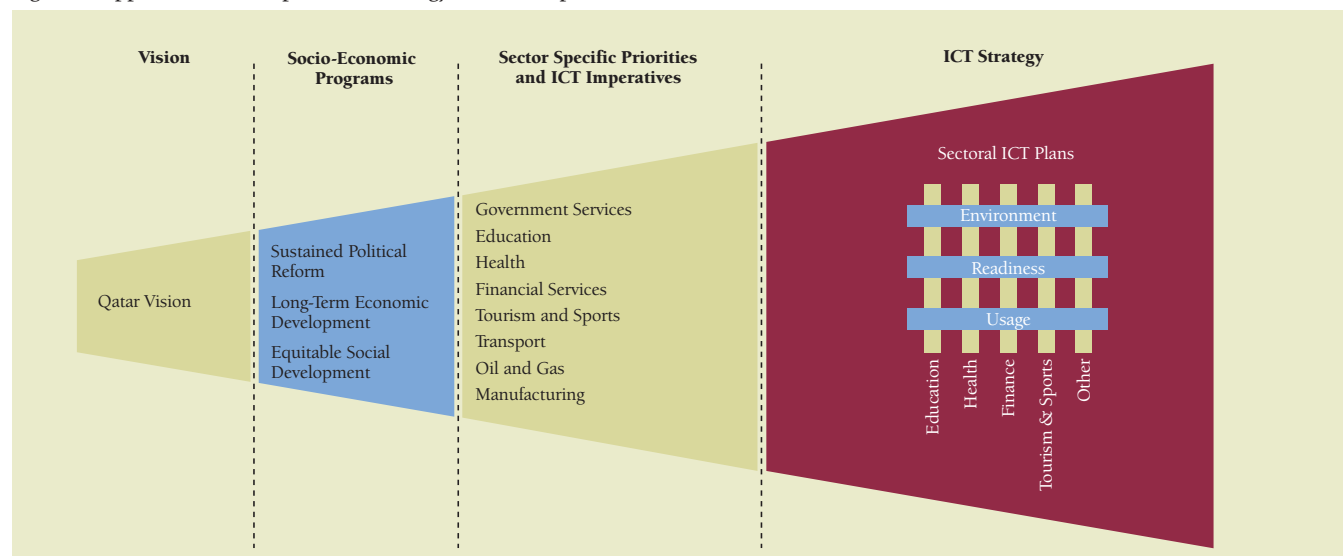 Vision
Socio-Economic
Programs
Sector Specific Priorities
and ICT Imperatives
ICT Strategy
Qatar Vision
Sustained Political
Reform
Long-Term Economic
Development
Equitable Social
Development
Government Services
Education
Health
Financial Services
Tourism and Sports
Transport
Oil and Gas
Manufacturing
Sectoral ICT Plans
Environment
Readiness
Usage
Education
Health
Finance
Tourism & Sports
Other